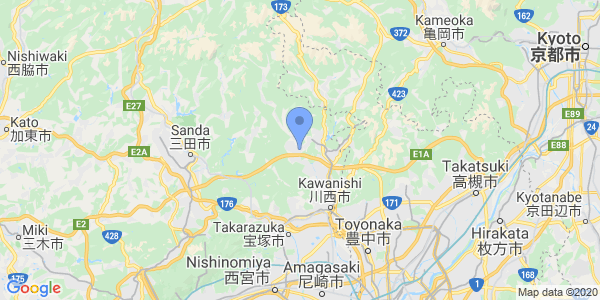 173
Kameoka
亀岡市
372
Kyoto
京都市
Nishiwaki
西脇市
423
E27
E89
24
Kato
加東市
Sanda
三田市
E2A
E1A
E88
Takatsuki
高槻市
Kawanishi
川西市
176
171
Kyotanabe
京田辺市
E2
Miki
三木市
428
Takarazuka
宝塚市
Toyonaka
豊中市
Hirakata
枚方市
Nishinomiya
西宮市
Amagasaki
尼崎市
175
1
163
Google
Map data ©2020